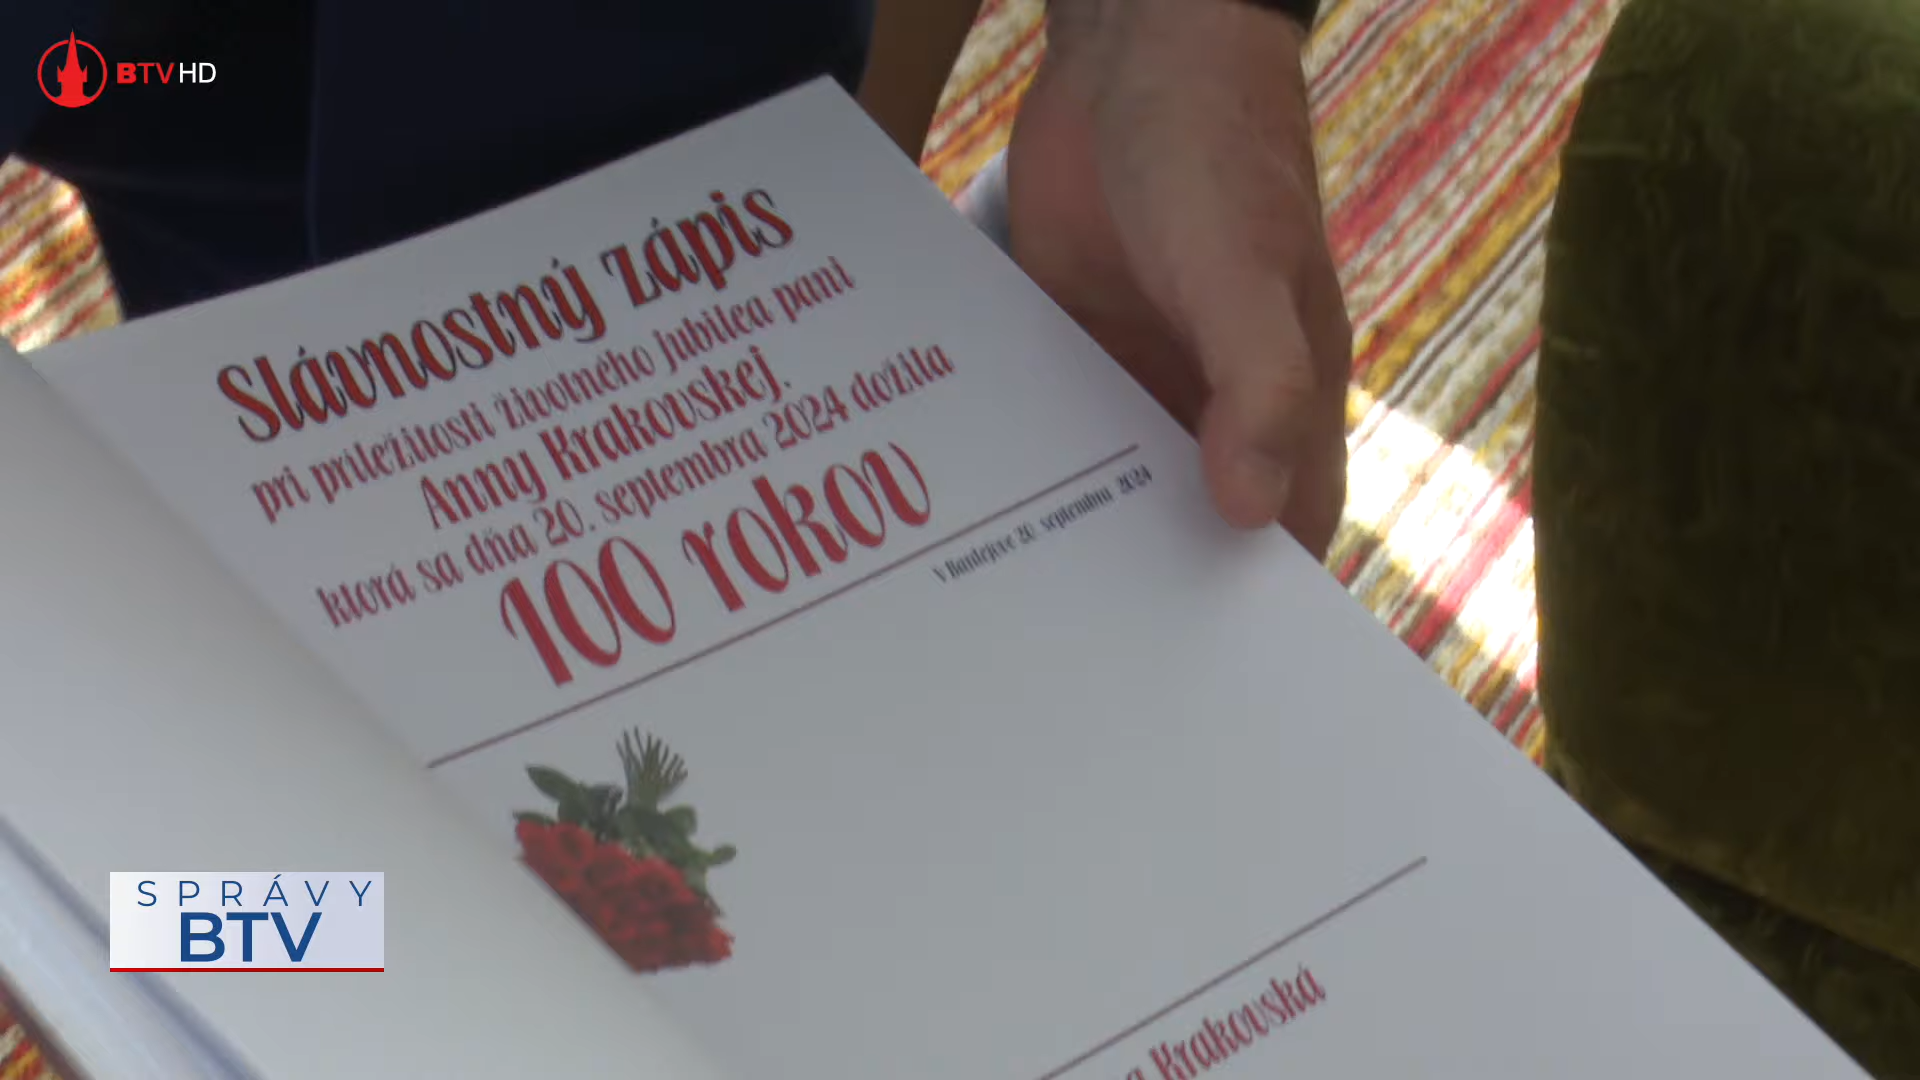 BTV HD
Slávnostný zápis
pri príležitosti životného jubilea pani
Anny Krakovskej,
ktorá sa dňa 20. septembra 2024 dožila
100 rokov
V Bardejove 20. septembra 2024
Krakovská
SPRÁVY
BTV